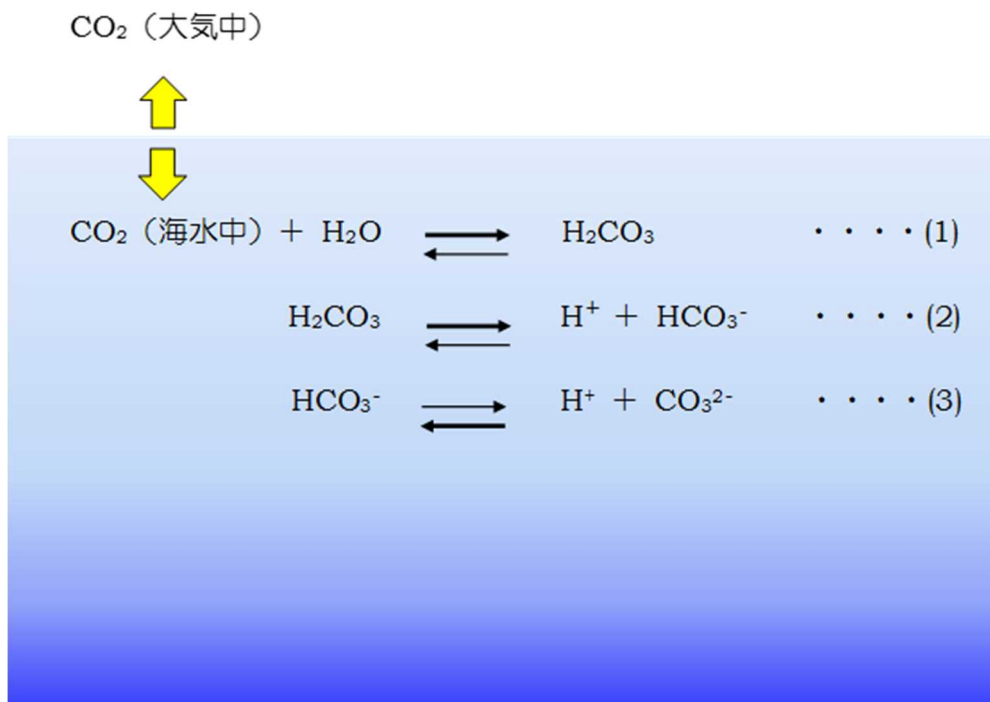 CO₂（大気中）
CO₂（海水中）+ H₂O ⇄ H₂CO₃ ・・・・(1)
H₂CO₃ ⇄ H⁺ + HCO₃⁻ ・・・・(2)
HCO₃⁻ ⇄ H⁺ + CO₃²⁻ ・・・・(3)